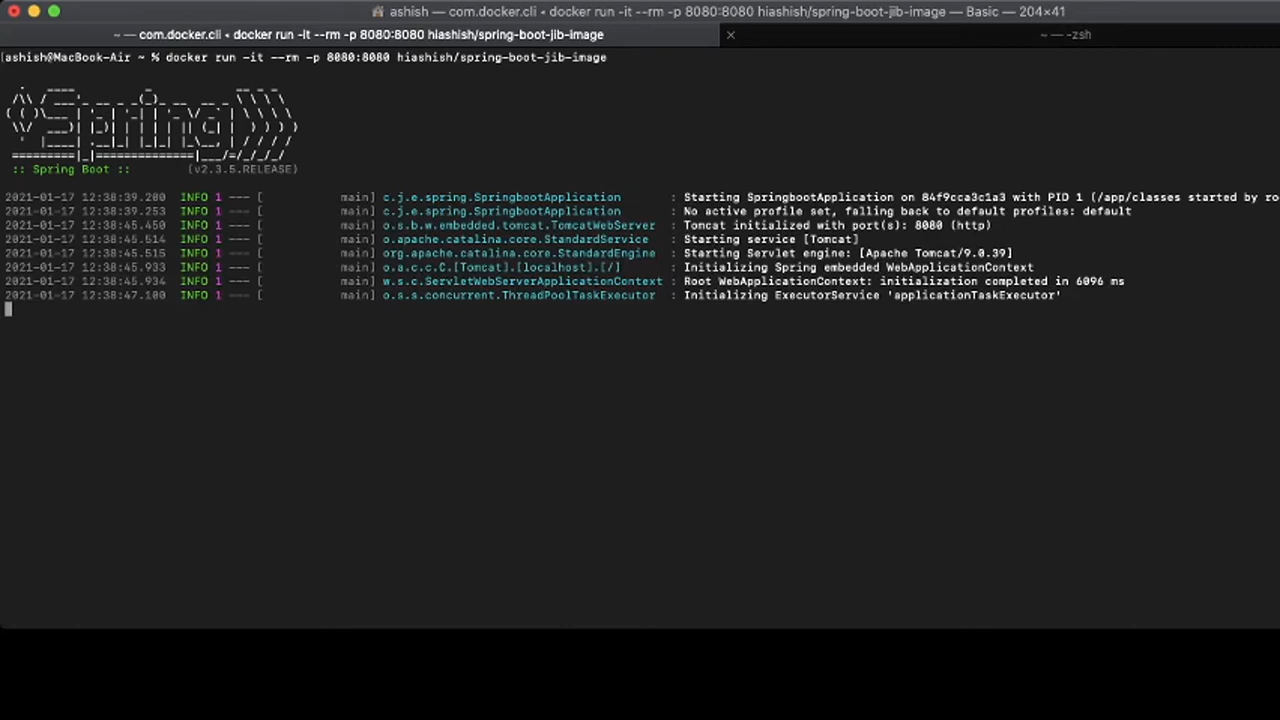 ashish — com.docker.cli ◂ docker run -it --rm -p 8080:8080 hiashish/spring-boot-jib-image — Basic — 204×41
~ — com.docker.cli ◂ docker run -it --rm -p 8080:8080 hiashish/spring-boot-jib-image
~ — -zsh
[ashish@MacBook-Air ~ % docker run -it --rm -p 8080:8080 hiashish/spring-boot-jib-image
Spring
:: Spring Boot :: (v2.3.5.RELEASE)
2021-01-17 12:38:39.200 INFO 1 --- [ main] c.j.e.spring.SpringbootApplication : Starting SpringbootApplication on 84f9cca3c1a3 with PID 1 (/app/classes started by ro
2021-01-17 12:38:39.253 INFO 1 --- [ main] c.j.e.spring.SpringbootApplication : No active profile set, falling back to default profiles: default
2021-01-17 12:38:45.450 INFO 1 --- [ main] o.s.b.w.embedded.tomcat.TomcatWebServer : Tomcat initialized with port(s): 8080 (http)
2021-01-17 12:38:45.514 INFO 1 --- [ main] o.apache.catalina.core.StandardService : Starting service [Tomcat]
2021-01-17 12:38:45.515 INFO 1 --- [ main] org.apache.catalina.core.StandardEngine : Starting Servlet engine: [Apache Tomcat/9.0.39]
2021-01-17 12:38:45.933 INFO 1 --- [ main] o.a.c.c.C.[Tomcat].[localhost].[/] : Initializing Spring embedded WebApplicationContext
2021-01-17 12:38:45.934 INFO 1 --- [ main] w.s.c.ServletWebServerApplicationContext : Root WebApplicationContext: initialization completed in 6096 ms
2021-01-17 12:38:47.100 INFO 1 --- [ main] o.s.s.concurrent.ThreadPoolTaskExecutor : Initializing ExecutorService 'applicationTaskExecutor'